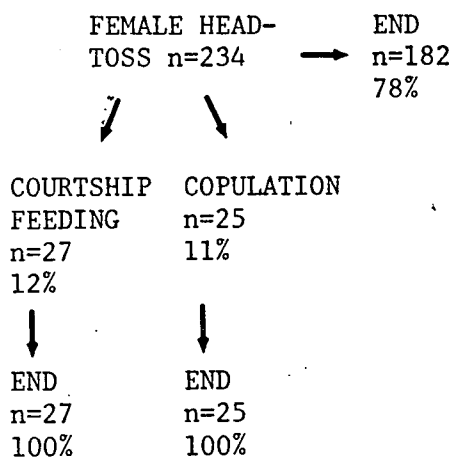 FEMALE HEAD-
TOSS n=234
END
n=182
78%
COURTSHIP
FEEDING
n=27
12%
COPULATION
n=25
11%
END
n=27
100%
END
n=25
100%